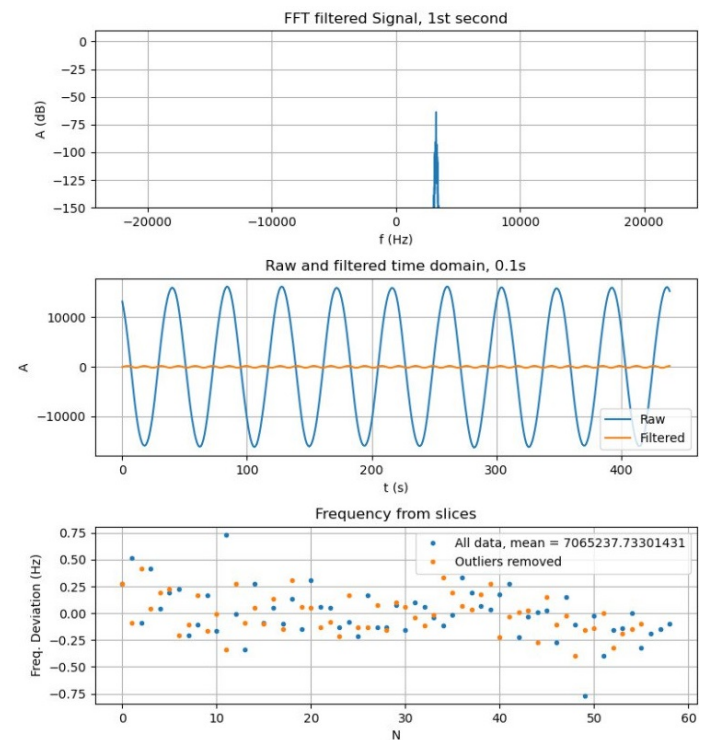 FFT filtered Signal, 1st second
0
−25
−50
−75
−100
−125
−150
A (dB)
−20000 −10000 0 10000 20000
f (Hz)
Raw and filtered time domain, 0.1s
10000
0
−10000
A
Raw
Filtered
0 100 200 300 400
t (s)
Frequency from slices
0.75
0.50
0.25
0.00
−0.25
−0.50
−0.75
Freq. Deviation (Hz)
All data, mean = 7065237.73301431
Outliers removed
0 10 20 30 40 50 60
N